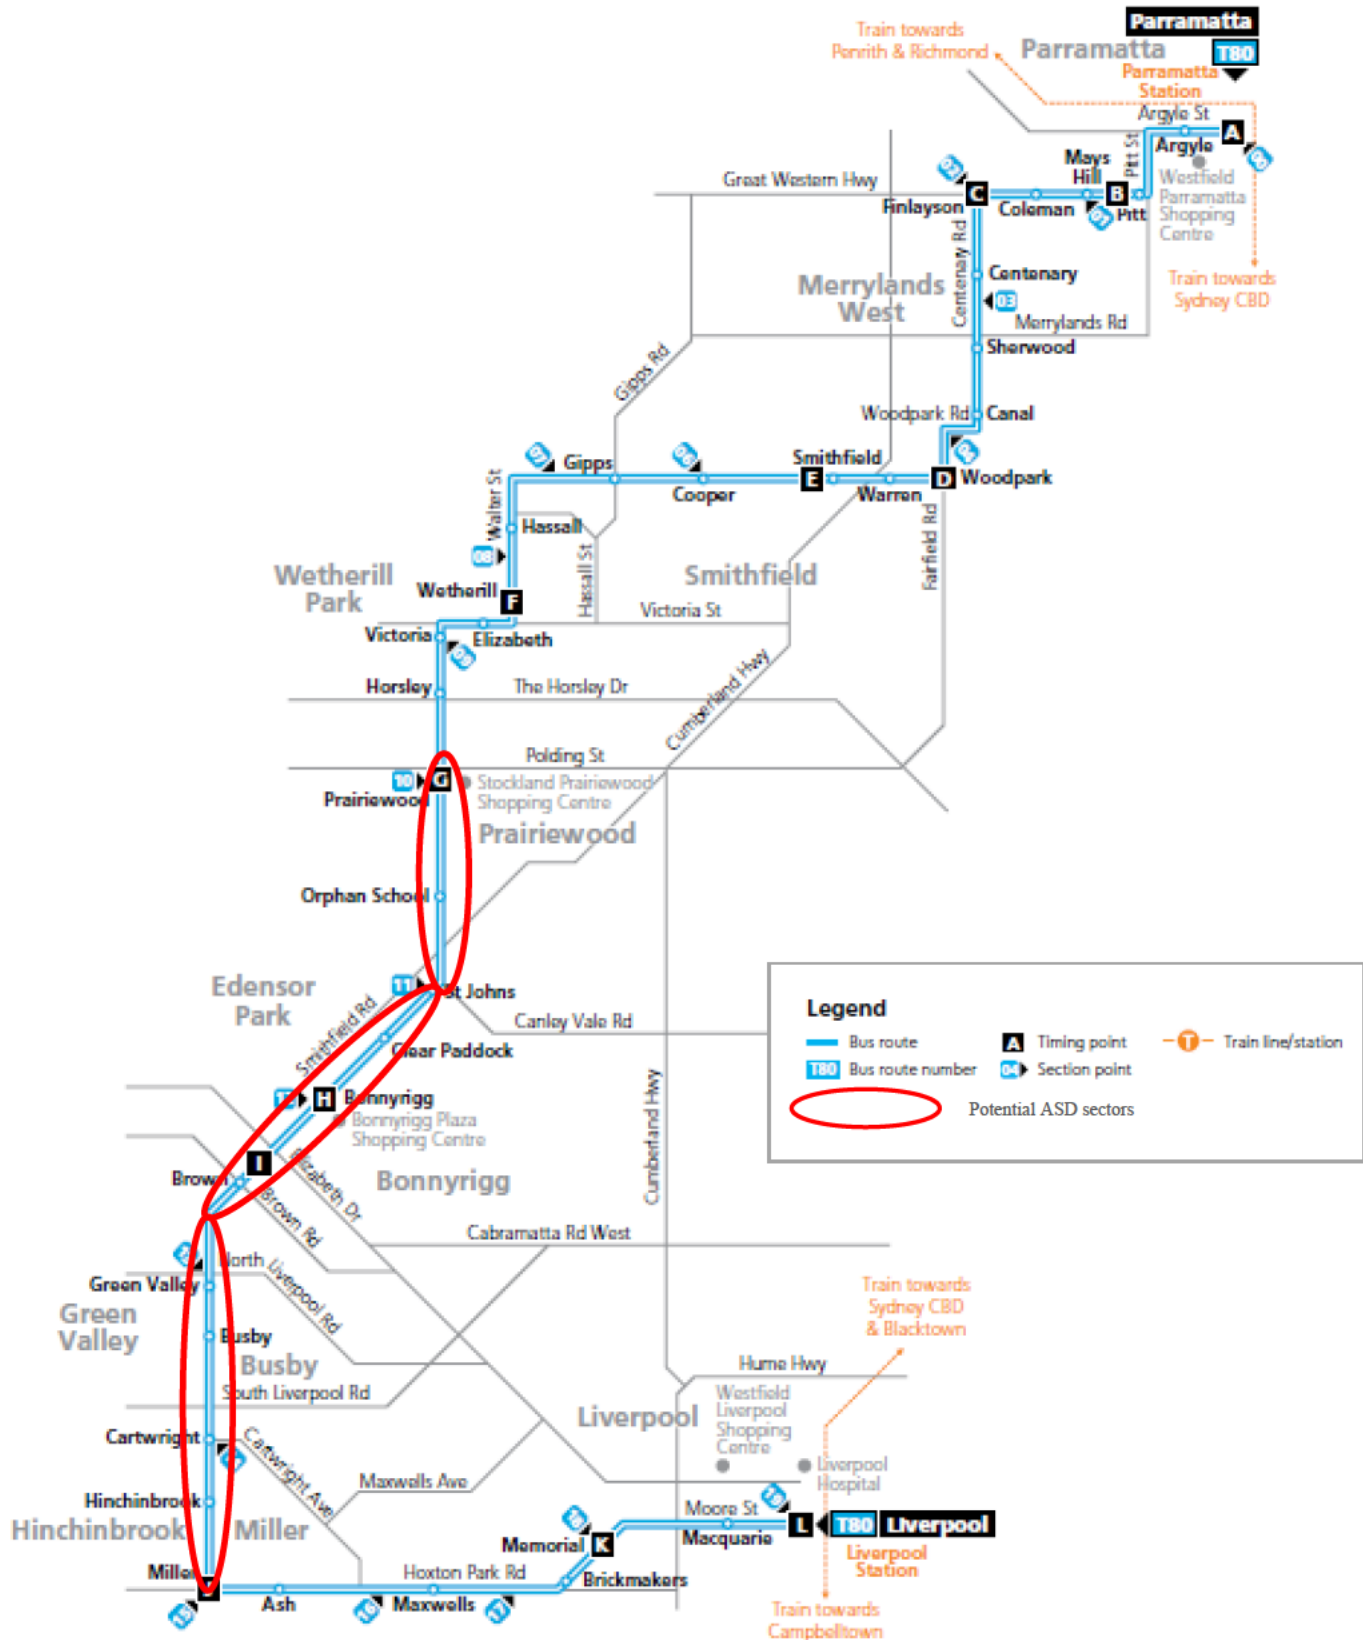 Parramatta
Train towards
Penrith & Richmond
Parramatta
T80
Parramatta
Station
Argyle St
A
Argyle
06
Pitt St
Mays
Hill
Westfield
Parramatta
Shopping
Centre
Great Western Hwy
C
B
Finlayson
Coleman
Pitt
Centenary Rd
Centenary
Train towards
Sydney CBD
Merrylands
West
03
Merrylands Rd
Sherwood
Gipps Rd
Woodpark Rd
Canal
Gipps
Smithfield
E
D
Woodpark
Cooper
Warren
Walter St
Hassall
08
Hassall St
Fairfield Rd
Wetherill
Park
Smithfield
Wetherill
F
Victoria St
Victoria
Elizabeth
09
Cumberland Hwy
Horsley
The Horsley Dr
Polding St
10
G
Stockland Prairiewood
Shopping Centre
Prairiewood
Prairiewood
Orphan School
Edensor
Park
11
St Johns
Smithfield Rd
Canley Vale Rd
Clear Paddock
Legend
Bus route
A
Timing point
T
Train line/station
T80
Bus route number
04
Section point
Potential ASD sectors
H
Bonnyrigg
Bonnyrigg Plaza
Shopping Centre
Cumberland Hwy
I
Elizabeth Dr
Brown
Bonnyrigg
Brown Rd
Cabramatta Rd West
North Liverpool Rd
Green Valley
Green
Valley
Busby
Busby
Train towards
Sydney CBD
& Blacktown
Hume Hwy
South Liverpool Rd
Westfield
Liverpool
Shopping
Centre
Liverpool
Cartwright
Cartwright Ave
Liverpool
Hospital
Maxwells Ave
Hinchinbrook
Hinchinbrook
Miller
Moore St
L
T80
Liverpool
Macquarie
Memorial
K
Liverpool
Station
Miller
Hoxton Park Rd
Brickmakers
15
Ash
16
Maxwells
17
Train towards
Campbelltown